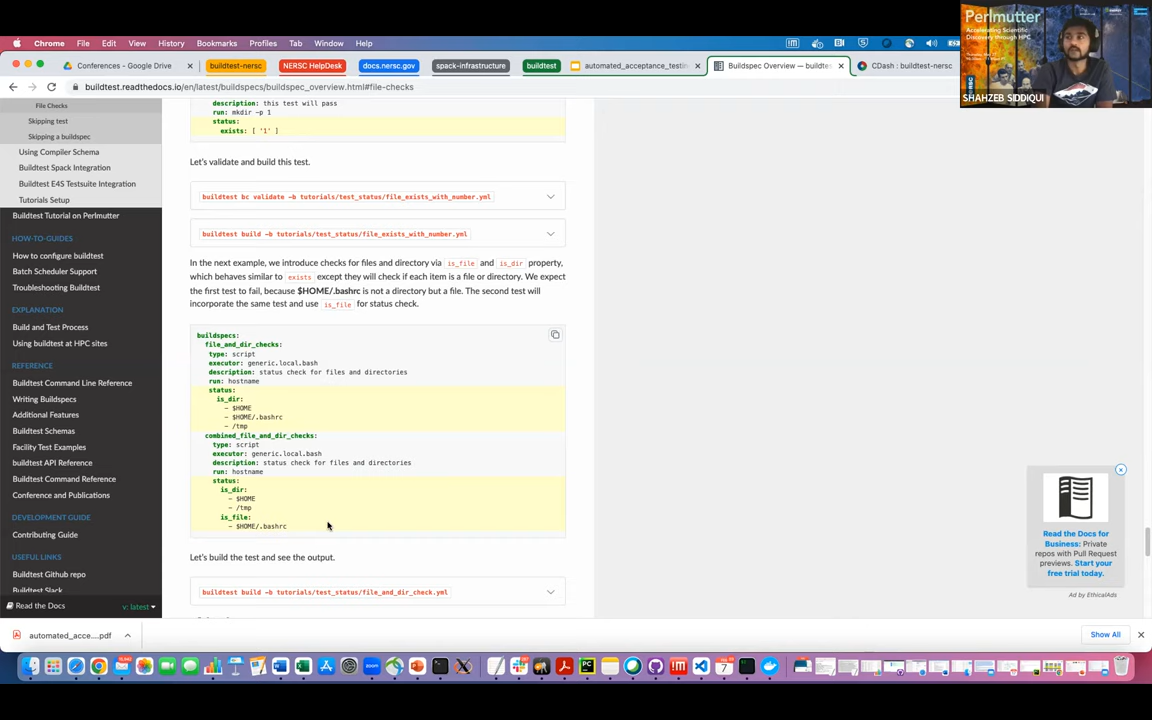 Chrome File Edit View History Bookmarks Profiles Tab Window Help
Perlmutter
Accelerating Scientific
Discovery through HPC
SHAHZEB SIDDIQUI
Conferences - Google Drive
buildtest-nersc
NERSC HelpDesk
docs.nersc.gov
spack-infrastructure
buildtest
automated_acceptance_testin
Buildspec Overview — buildtes
CDash : buildtest-nersc
buildtest.readthedocs.io/en/latest/buildspecs/buildspec_overview.html#file-checks
File Checks
Skipping test
Skipping a buildspec
Using Compiler Schema
Buildtest Spack Integration
Buildtest E4S Testsuite Integration
Tutorials Setup
Buildtest Tutorial on Perlmutter
HOW-TO-GUIDES
How to configure buildtest
Batch Scheduler Support
Troubleshooting Buildtest
EXPLANATION
Build and Test Process
Using buildtest at HPC sites
REFERENCE
Buildtest Command Line Reference
Writing Buildspecs
Additional Features
Buildtest Schemas
Facility Test Examples
buildtest API Reference
Buildtest Command Reference
Conference and Publications
DEVELOPMENT GUIDE
Contributing Guide
USEFUL LINKS
Buildtest Github repo
Buildtest Slack
Read the Docs
v: latest
description: this test will pass
run: mkdir -p 1
status:
exists: [ '1' ]
Let's validate and build this test.
buildtest bc validate -b tutorials/test_status/file_exists_with_number.yml
buildtest build -b tutorials/test_status/file_exists_with_number.yml
In the next example, we introduce checks for files and directory via is_file and is_dir property,
which behaves similar to exists except they will check if each item is a file or directory. We expect
the first test to fail, because $HOME/.bashrc is not a directory but a file. The second test will
incorporate the same test and use is_file for status check.
buildspecs:
file_and_dir_checks:
type: script
executor: generic.local.bash
description: status check for files and directories
run: hostname
status:
is_dir:
- $HOME
- $HOME/.bashrc
- /tmp
combined_file_and_dir_checks:
type: script
executor: generic.local.bash
description: status check for files and directories
run: hostname
status:
is_dir:
- $HOME
- /tmp
is_file:
- $HOME/.bashrc
Let's build the test and see the output.
buildtest build -b tutorials/test_status/file_and_dir_check.yml
Read the Docs for
Business: Private
repos with Pull Request
previews. Start your
free trial today.
Ad by EthicalAds
automated_acce....pdf
Show All